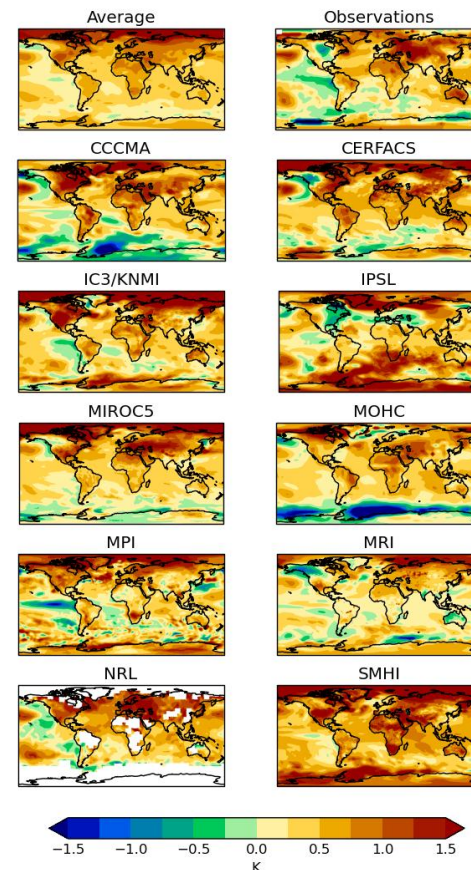 Average
Observations
CCCMA
CERFACS
IC3/KNMI
IPSL
MIROC5
MOHC
MPI
MRI
NRL
SMHI
−1.5 −1.0 −0.5 0.0 0.5 1.0 1.5
K